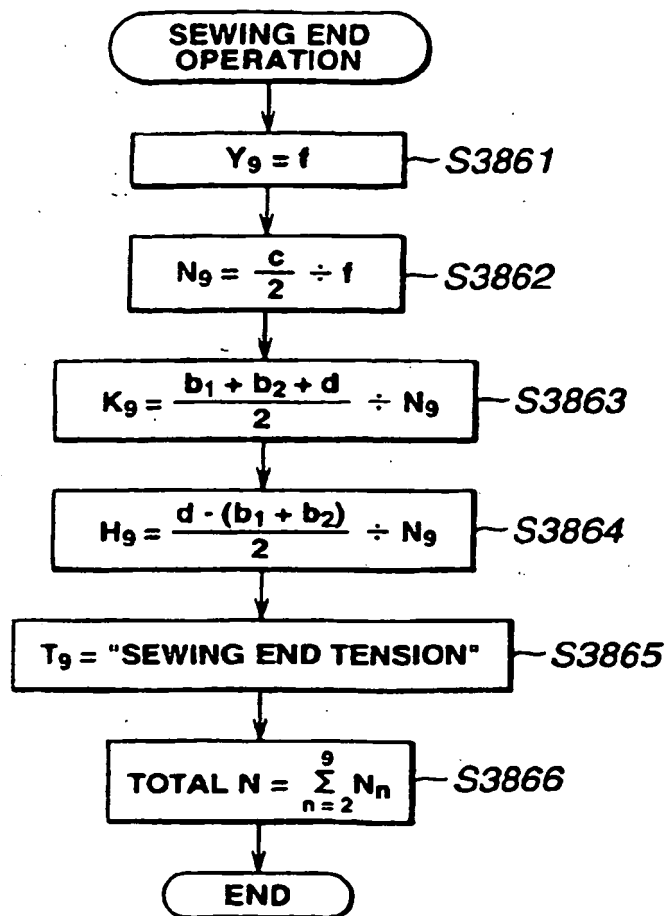 SEWING END
OPERATION
Y₉ = f
S3861
N₉ = c/2 ÷ f
S3862
K₉ = (b₁ + b₂ + d)/2 ÷ N₉
S3863
H₉ = (d - (b₁ + b₂))/2 ÷ N₉
S3864
T₉ = "SEWING END TENSION"
S3865
TOTAL N = Σ_{n = 2}^{9} Nₙ
S3866
END